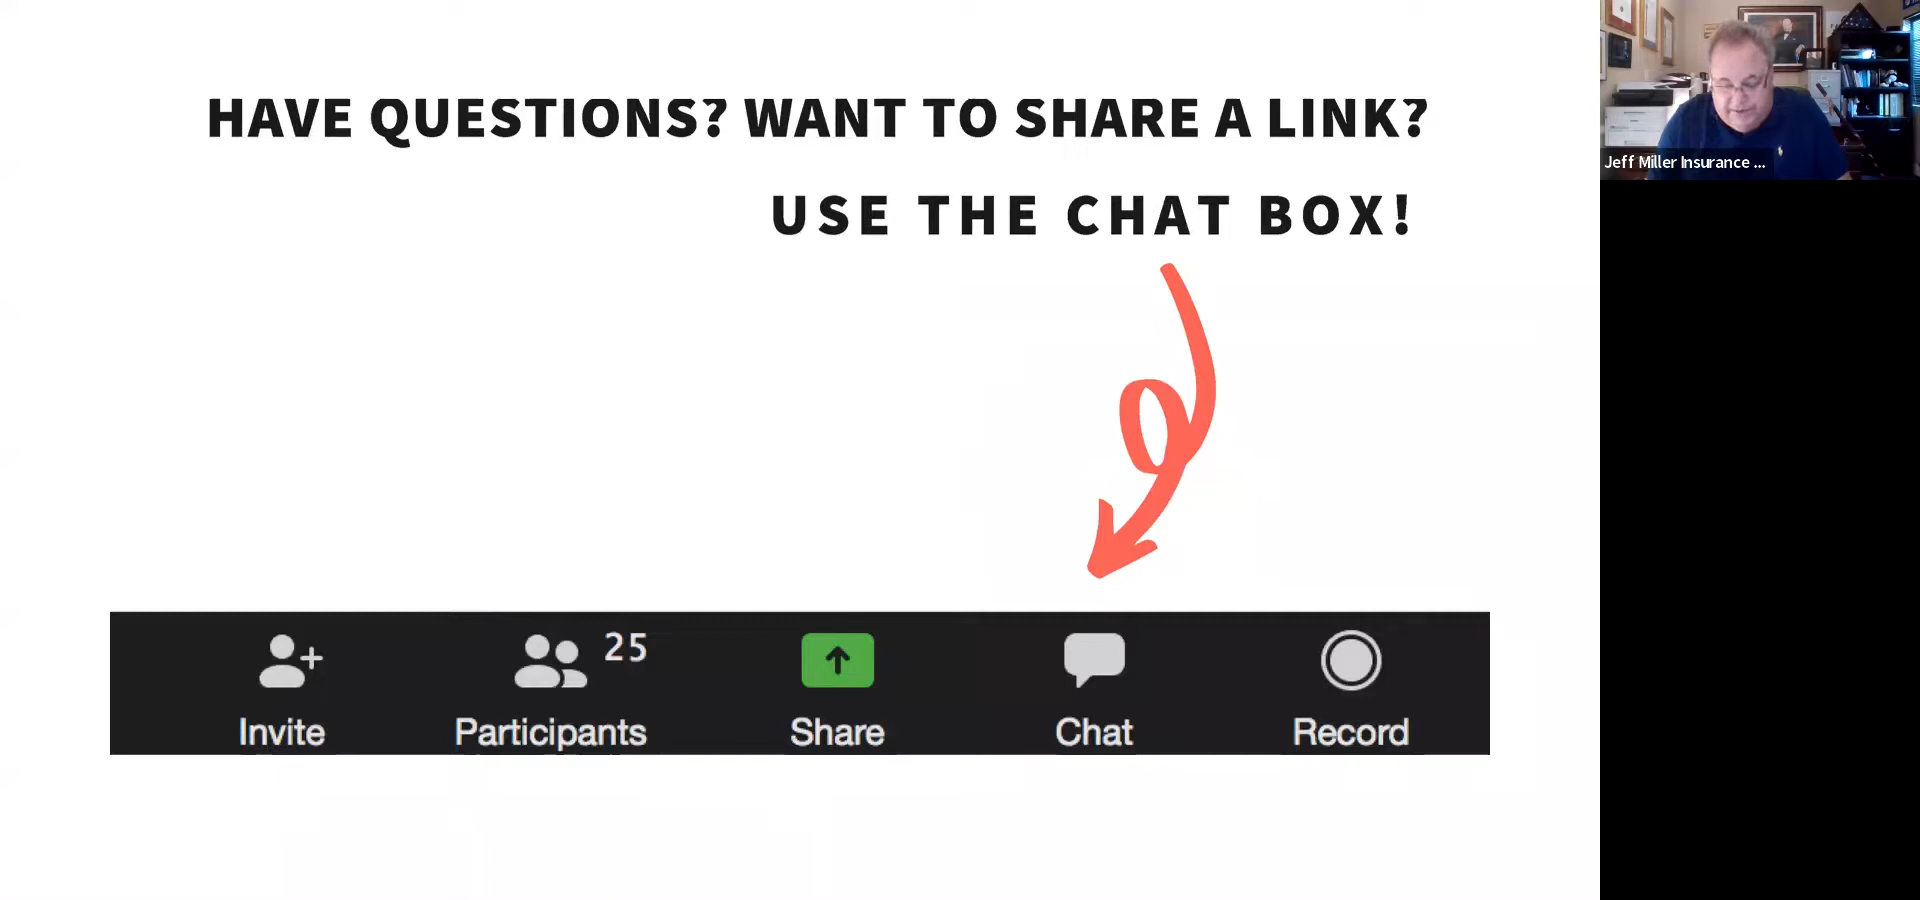 HAVE QUESTIONS? WANT TO SHARE A LINK?
USE THE CHAT BOX!
Jeff Miller Insurance ...
25
Invite
Participants
Share
Chat
Record